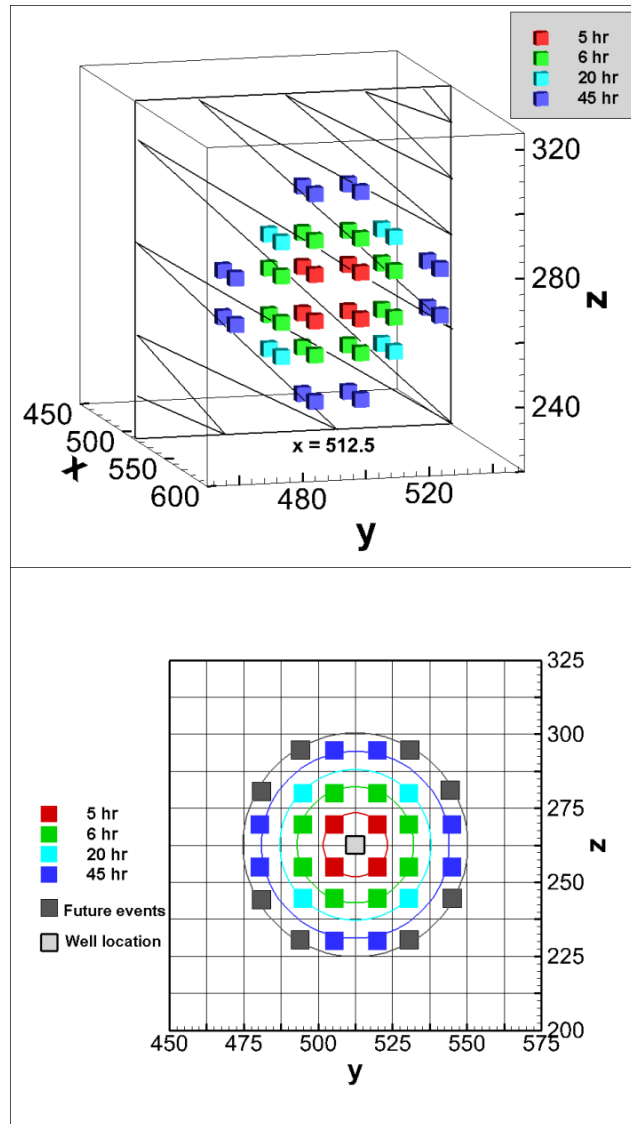 5 hr
6 hr
20 hr
45 hr
320
280
z
240
450
500
550
600
x
x = 512.5
480
520
y
325
300
275
250
225
200
z
5 hr
6 hr
20 hr
45 hr
Future events
Well location
450
475
500
525
550
575
y